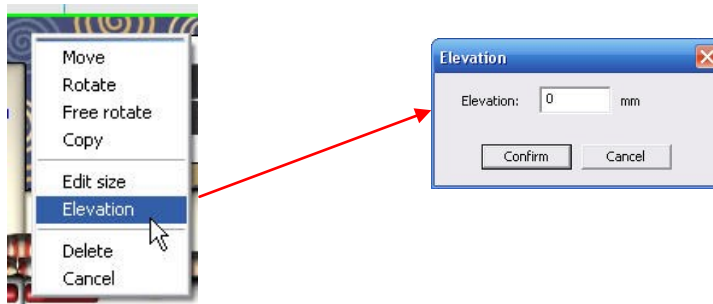 Move
Rotate
Free rotate
Copy
Edit size
Elevation
Delete
Cancel
Elevation
Elevation: 0 mm
Confirm Cancel